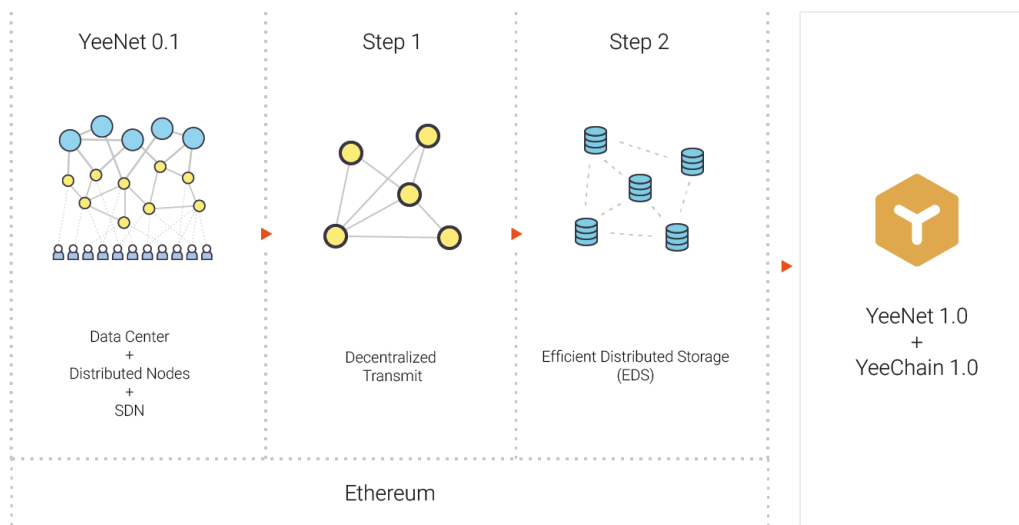 YeeNet 0.1
Step 1
Step 2
Data Center
+
Distributed Nodes
+
SDN
Decentralized
Transmit
Efficient Distributed Storage
(EDS)
YeeNet 1.0
+
YeeChain 1.0
Ethereum